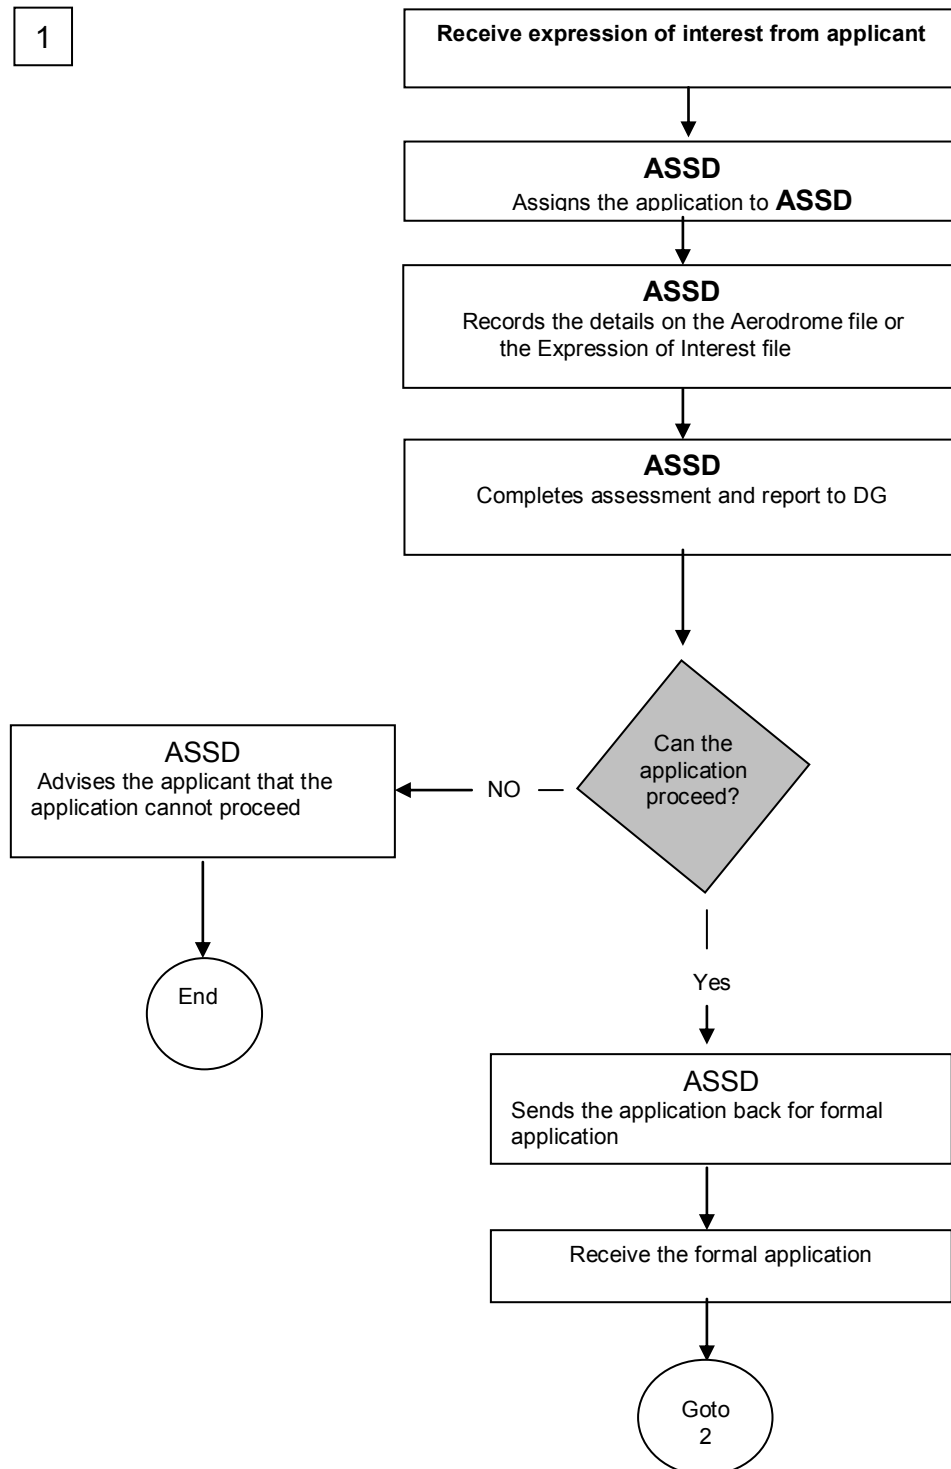 1
Receive expression of interest from applicant
ASSD
Assigns the application to ASSD
ASSD
Records the details on the Aerodrome file or
the Expression of Interest file
ASSD
Completes assessment and report to DG
Can the
application
proceed?
NO
ASSD
Advises the applicant that the
application cannot proceed
End
Yes
ASSD
Sends the application back for formal
application
Receive the formal application
Goto
2